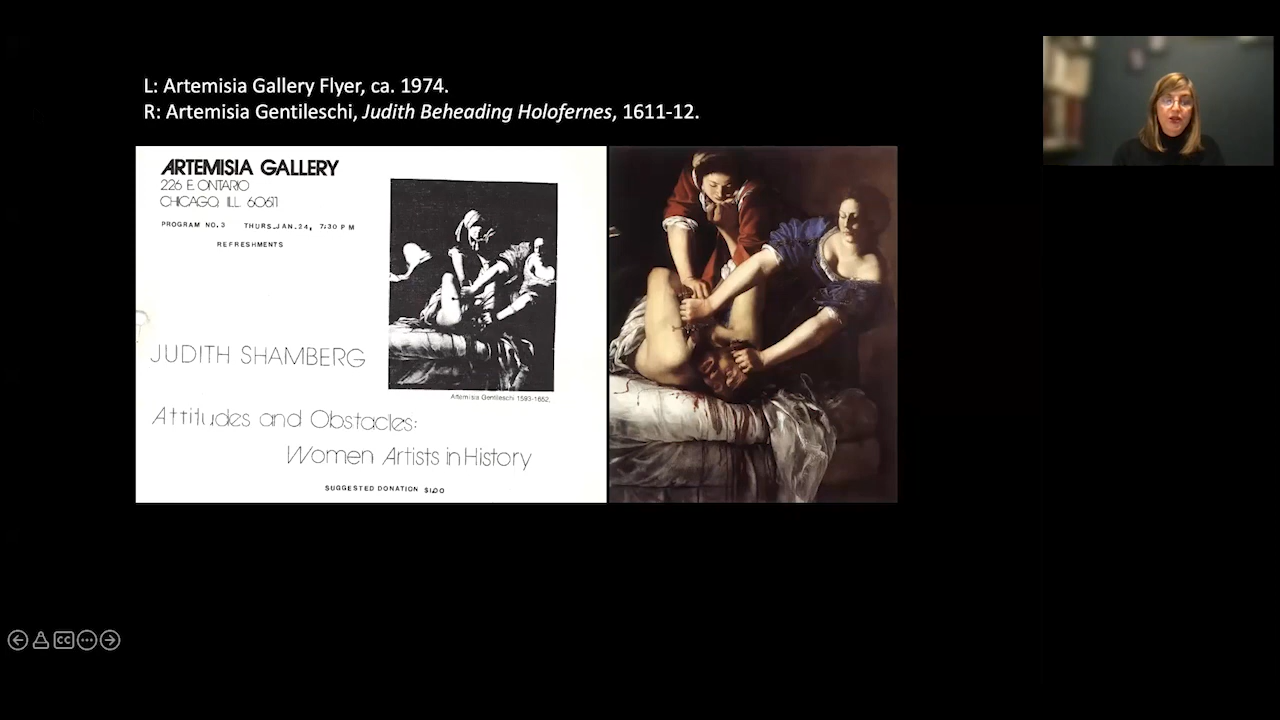 L: Artemisia Gallery Flyer, ca. 1974.
R: Artemisia Gentileschi, Judith Beheading Holofernes, 1611-12.
ARTEMISIA GALLERY
226 E. ONTARIO
CHICAGO, ILL. 60611
PROGRAM NO. 3 THURS. JAN. 24, 7:30 P M
REFRESHMENTS
Artemisia Gentileschi 1593-1652.
JUDITH SHAMBERG
Attitudes and Obstacles:
Women Artists in History
SUGGESTED DONATION $1.00
CC